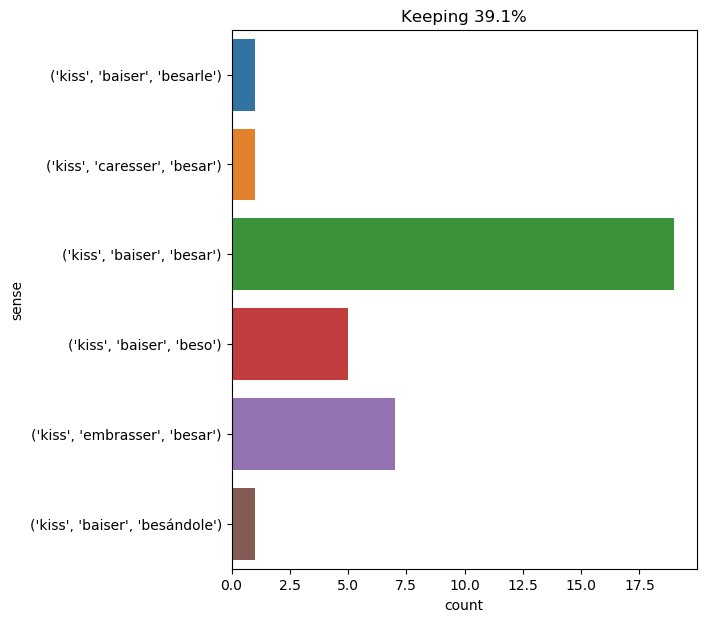 Keeping 39.1%
('kiss', 'baiser', 'besarle')
('kiss', 'caresser', 'besar')
('kiss', 'baiser', 'besar')
('kiss', 'baiser', 'beso')
('kiss', 'embrasser', 'besar')
('kiss', 'baiser', 'besándole')
sense
0.0 2.5 5.0 7.5 10.0 12.5 15.0 17.5
count